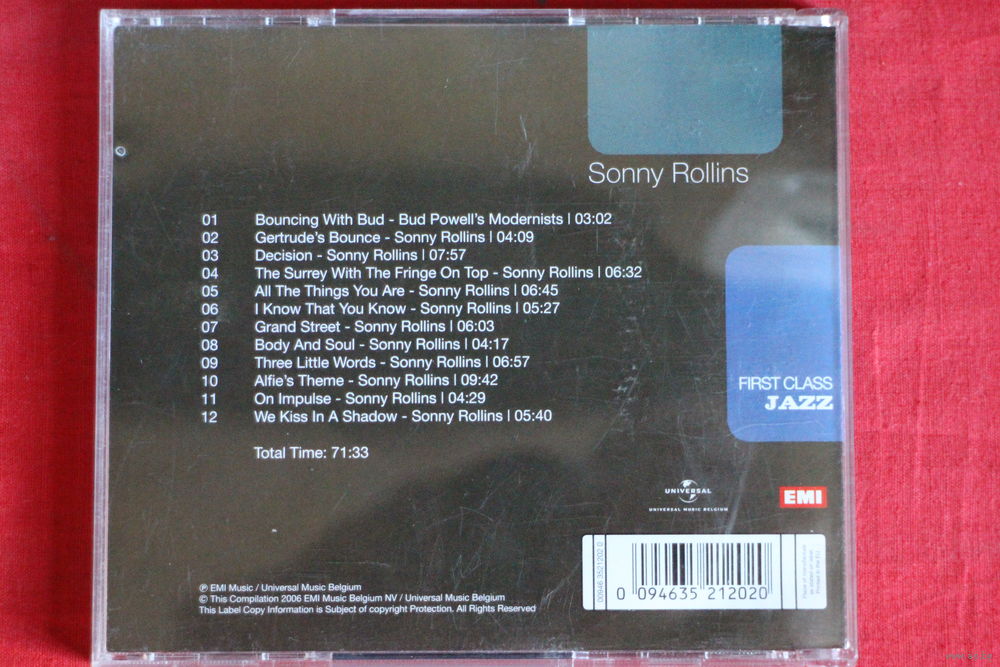 Sonny Rollins
01 Bouncing With Bud - Bud Powell's Modernists | 03:02
02 Gertrude's Bounce - Sonny Rollins | 04:09
03 Decision - Sonny Rollins | 07:57
04 The Surrey With The Fringe On Top - Sonny Rollins | 06:32
05 All The Things You Are - Sonny Rollins | 06:45
06 I Know That You Know - Sonny Rollins | 05:27
07 Grand Street - Sonny Rollins | 06:03
08 Body And Soul - Sonny Rollins | 04:17
09 Three Little Words - Sonny Rollins | 06:57
10 Alfie's Theme - Sonny Rollins | 09:42
11 On Impulse - Sonny Rollins | 04:29
12 We Kiss In A Shadow - Sonny Rollins | 05:40
Total Time: 71:33
FIRST CLASS
JAZZ
UNIVERSAL
UNIVERSAL MUSIC BELGIUM
EMI
℗ EMI Music / Universal Music Belgium
© This Compilation 2006 EMI Music Belgium NV / Universal Music Belgium
This Label Copy Information is Subject of copyright Protection. All Rights Reserved
00946 3521202 0
0 094635 212020
Printed in the EU